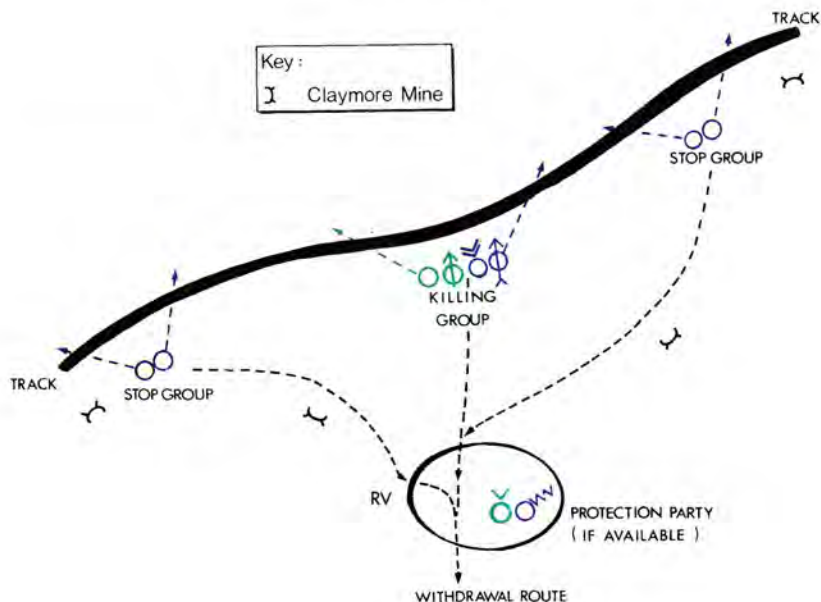 TRACK
Key :
Claymore Mine
STOP GROUP
KILLING
GROUP
TRACK
STOP GROUP
RV
PROTECTION PARTY
( IF AVAILABLE )
WITHDRAWAL ROUTE